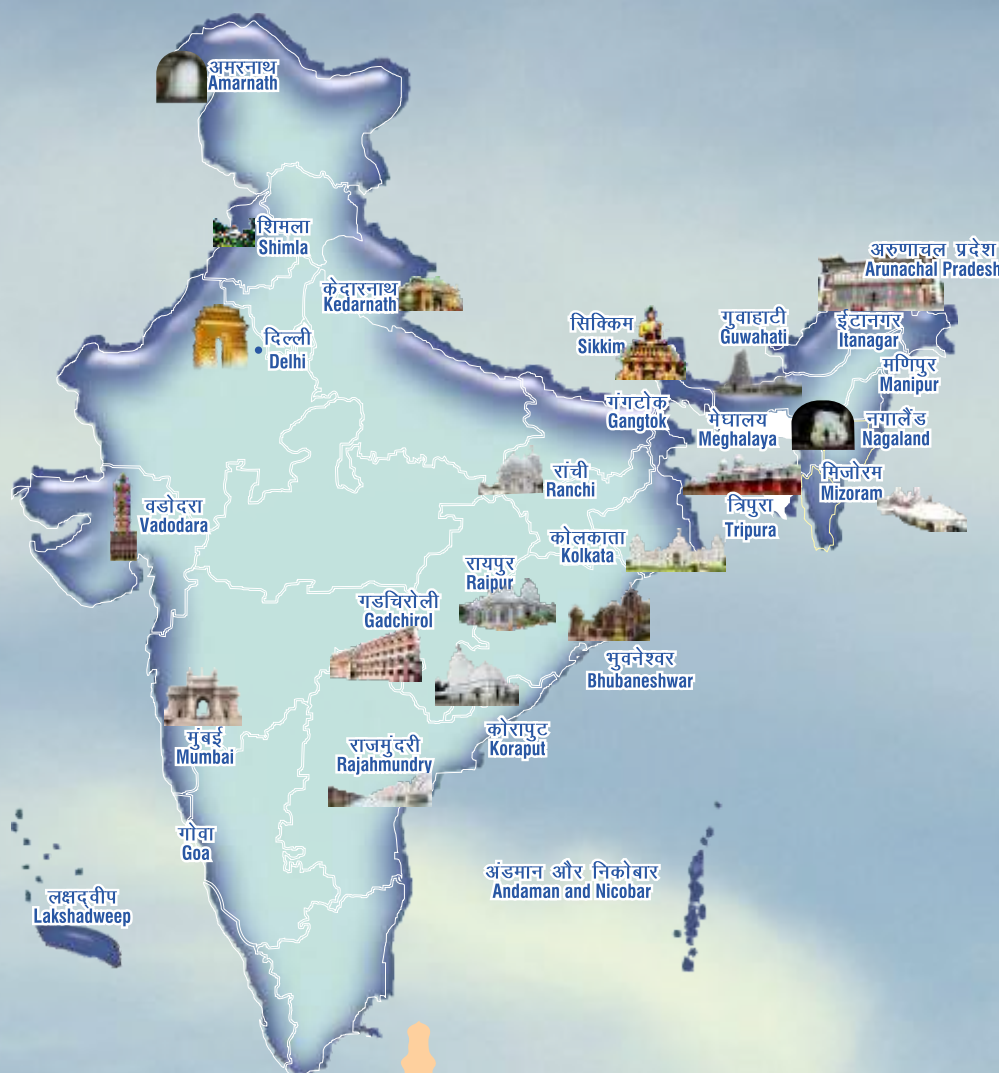 अमरनाथ
Amarnath
शिमला
Shimla
अरुणाचल प्रदेश
Arunachal Pradesh
केदारनाथ
Kedarnath
सिक्किम
Sikkim
गुवाहाटी
Guwahati
ईटानगर
Itanagar
दिल्ली
Delhi
मणिपुर
Manipur
गंगटोक
Gangtok
मेघालय
Meghalaya
नगालैंड
Nagaland
रांची
Ranchi
मिजोरम
Mizoram
वडोदरा
Vadodara
त्रिपुरा
Tripura
कोलकाता
Kolkata
रायपुर
Raipur
गडचिरोली
Gadchirol
भुवनेश्वर
Bhubaneshwar
मुंबई
Mumbai
कोरापुट
Koraput
राजमुंदरी
Rajahmundry
गोवा
Goa
अंडमान और निकोबार
Andaman and Nicobar
लक्षद्वीप
Lakshadweep